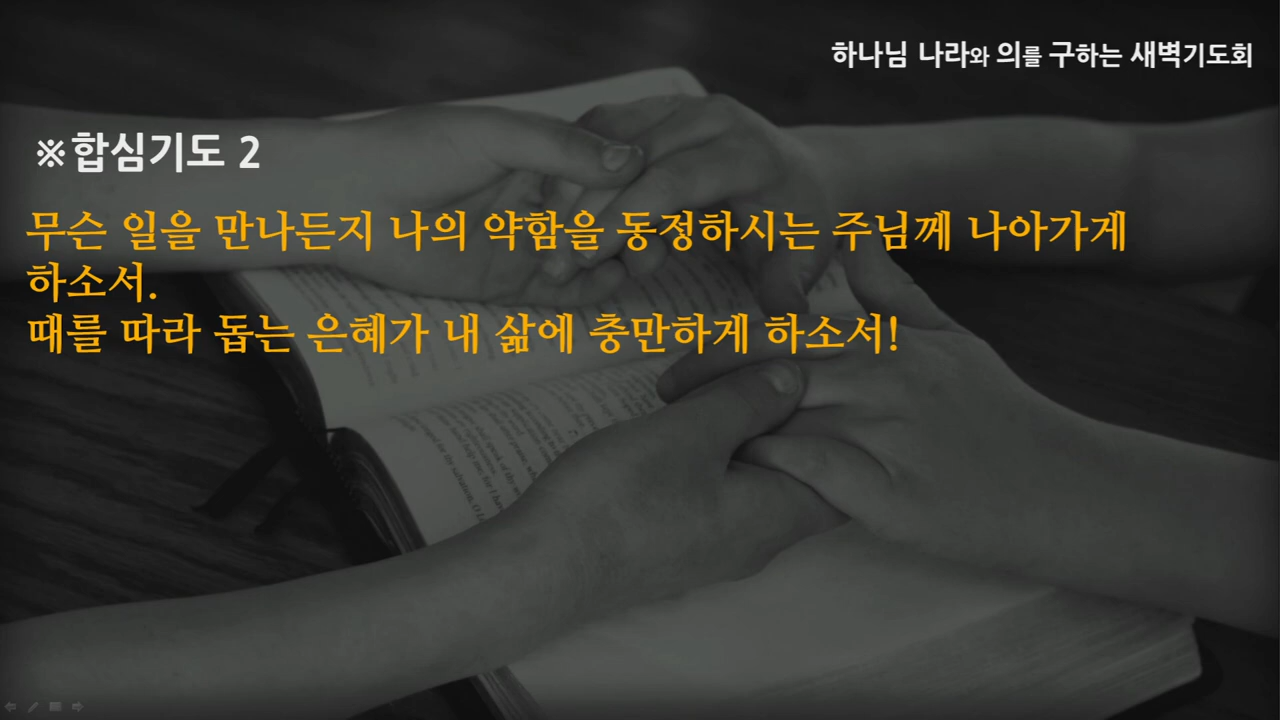 하나님 나라와 의를 구하는 새벽기도회
※합심기도 2
무슨 일을 만나든지 나의 약함을 동정하시는 주님께 나아가게
하소서.
때를 따라 돕는 은혜가 내 삶에 충만하게 하소서!